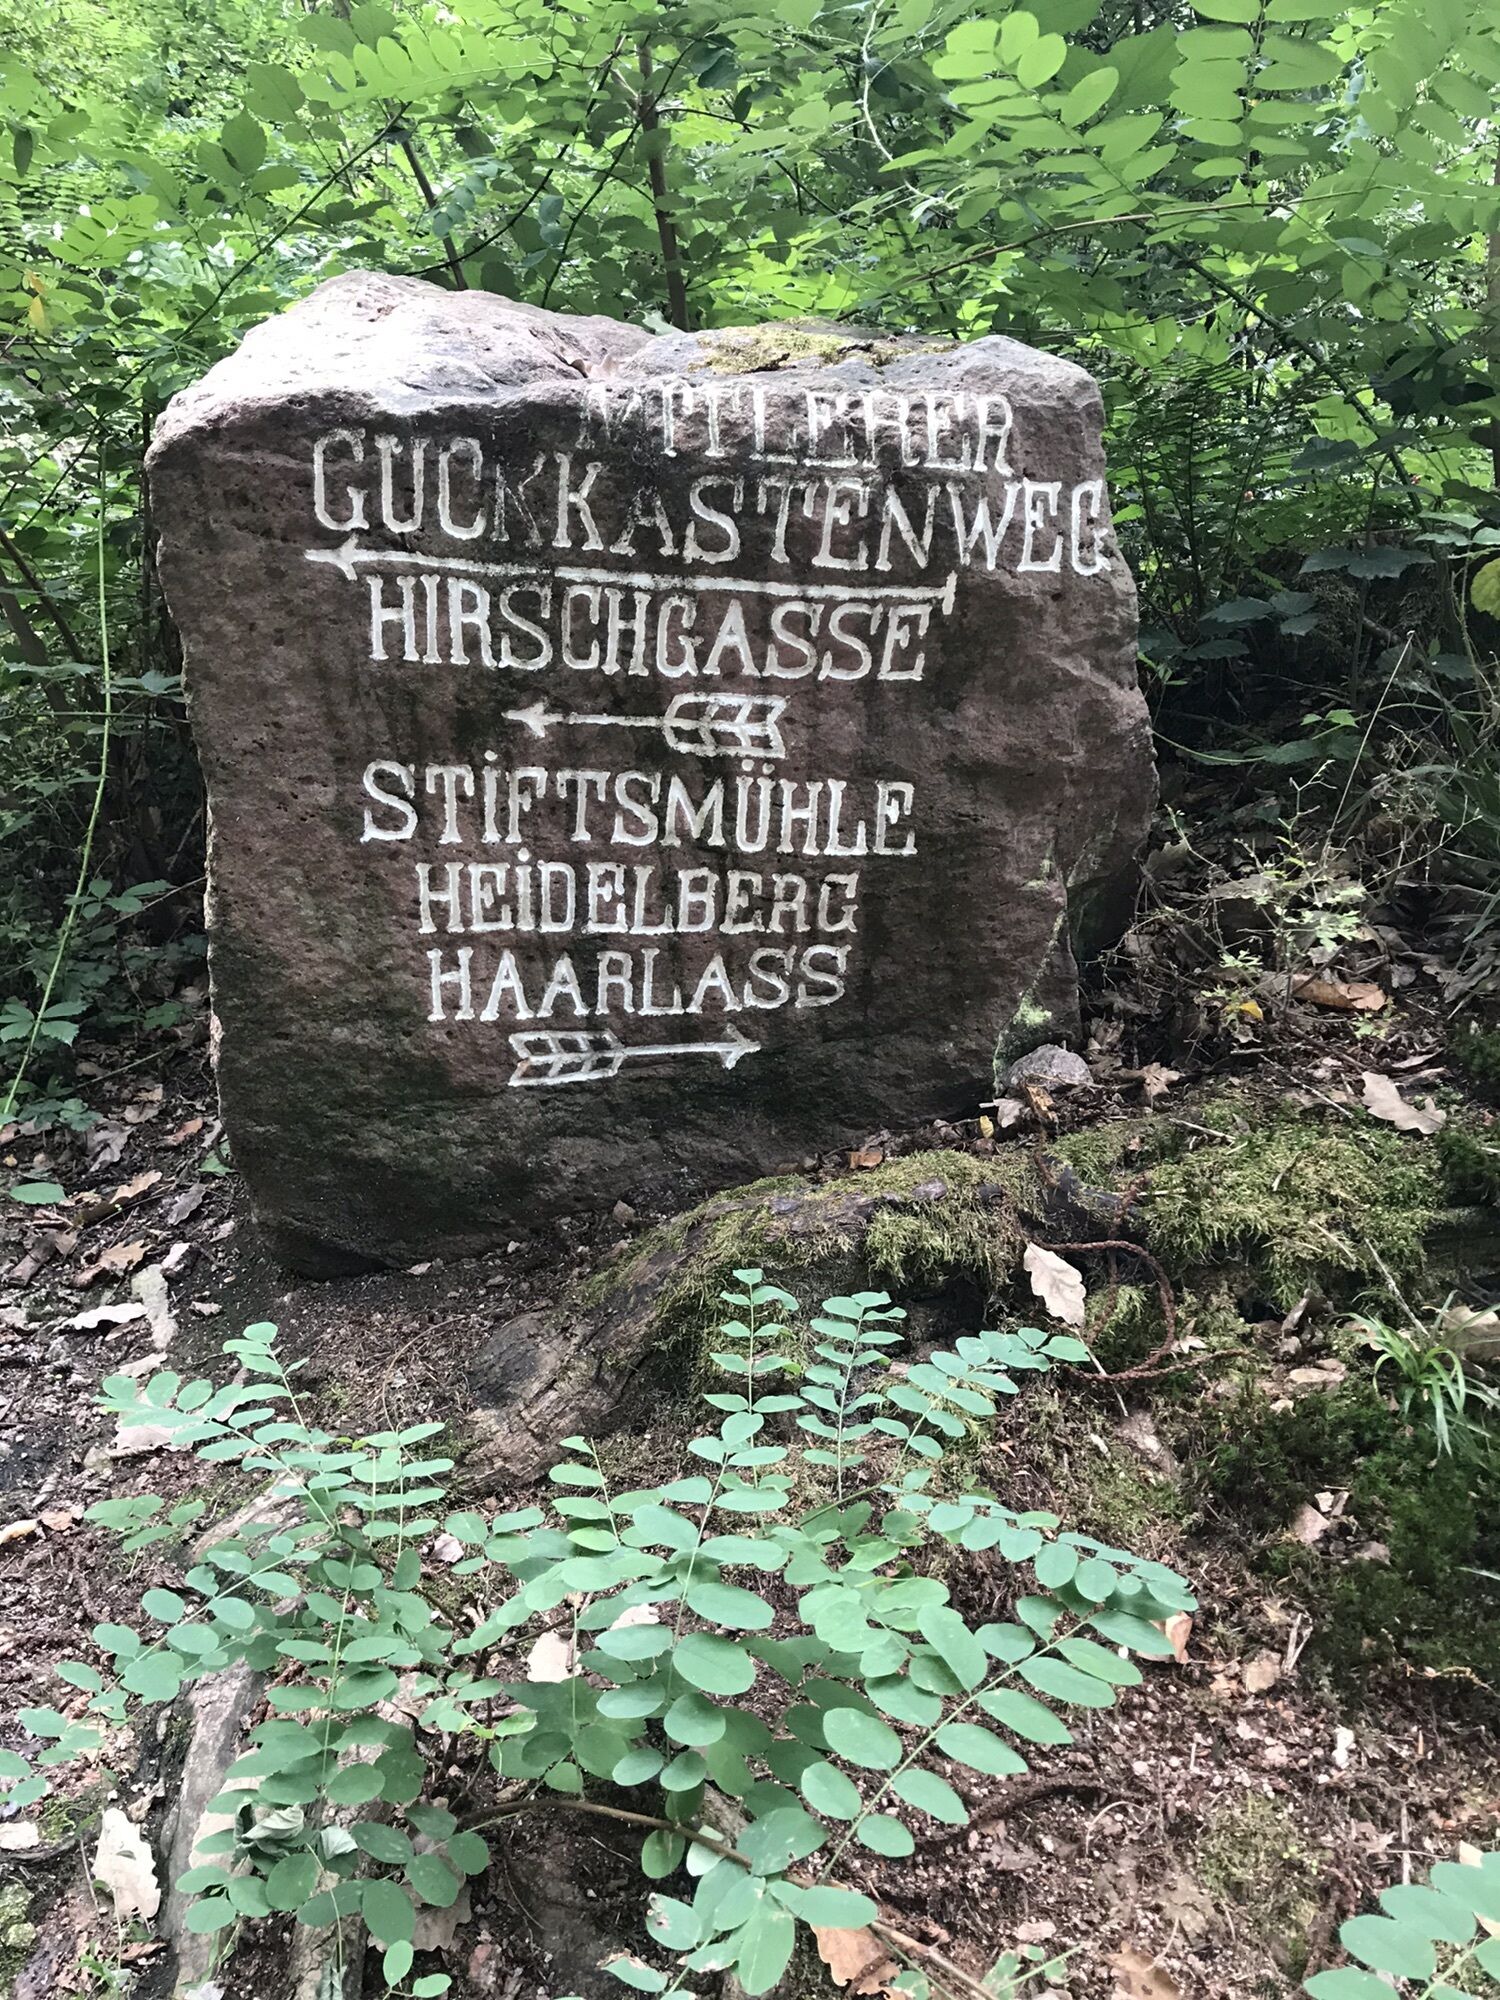 MITTLERER
GUCKKASTENWEG
HIRSCHGASSE
STIFTSMÜHLE
HEIDELBERG
HAARLASS